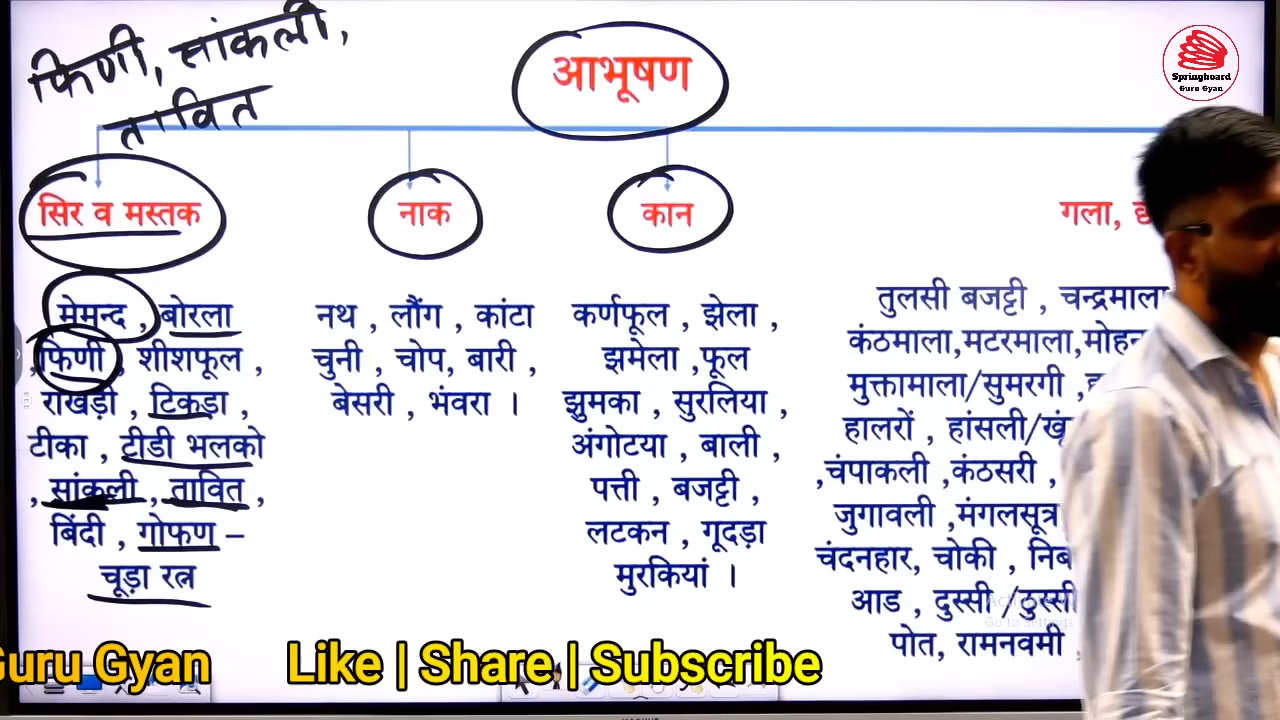 फिणी, सांकली,
तावित
आभूषण
Springboard
Guru Gyan
सिर व मस्तक
नाक
कान
गला,
मेमन्द , बोरला
, फिणी , शीशफूल ,
राखड़ी , टिकड़ा ,
टीका , टीडी भलको
, सांकली , तावित ,
बिंदी , गोफण –
चूड़ा रत्न
नथ , लौंग , कांटा
चुनी , चोप, बारी ,
बेसरी , भंवरा ।
कर्णफूल , झेला ,
झमेला ,फूल
झुमका , सुरलिया ,
अंगोटया , बाली ,
पत्ती , बजट्टी ,
लटकन , गूदड़ा
मुरकियां ।
तुलसी बजट्टी , चन्द्रमाला
कंठमाला,मटरमाला,
मुक्तामाला/सुमरगी ,
हालरों , हांसली/
,चंपाकली ,कंठसरी ,
जुगावली ,मंगलसूत्र
चंदनहार, चोकी ,
आड , दुस्सी /ठुस्सी
पोत, रामनवमी ,
Guru Gyan Like | Share | Subscribe